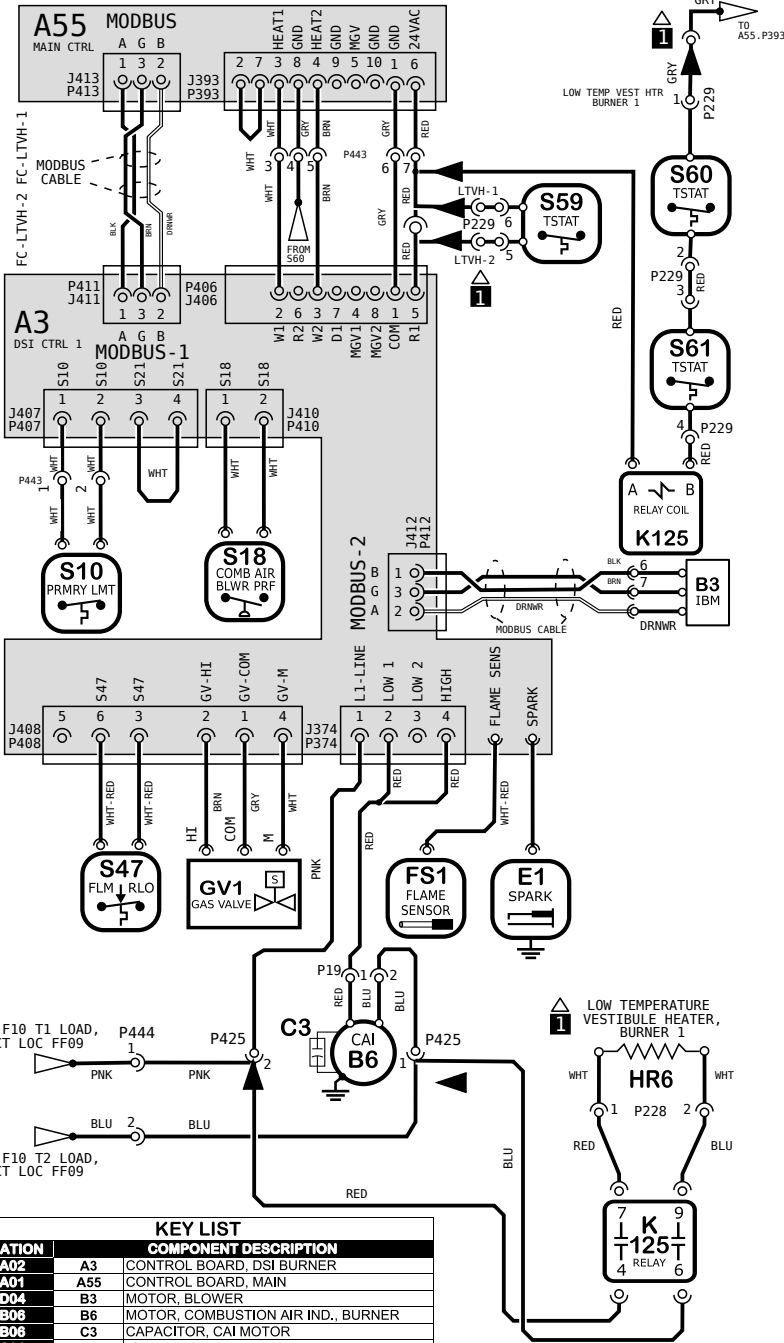 A55 MODBUS
MAIN CTRL
A G B
1 3 2
J413
P413
HEAT1
GND
HEAT2
GND
MGV
GND
GND
24VAC
2 7 3 8 4 9 5 10 1 6
J393
P393
GRY
TO
A55.P393
1
GRY
LOW TEMP VEST HTR
BURNER 1
1
P229
FC-LTVH-2 FC-LTVH-1
MODBUS
CABLE
BLK
BRN
DRNWR
WHT
WHT
GRY
BRN
GRY
RED
P443
3
4
5
6
7
WHT
BRN
FROM
S60
GRY
RED
RED
LTVH-1
P229
6
5
LTVH-2
1
S59
TSTAT
S60
TSTAT
2
P229
3
RED
S61
TSTAT
4
P229
RED
RED
A B
RELAY COIL
K125
P411
J411
1 3 2
A G B
MODBUS-1
P406
J406
2 6 3 7 4 8 1 5
W1
R2
W2
D1
MGV1
MGV2
COM
R1
A3
DSI CTRL 1
S10
S10
S21
S21
1 2 3 4
J407
P407
S18
S18
1 2
J410
P410
WHT
WHT
WHT
P443
1
2
WHT
WHT
WHT
WHT
S10
PRMRY LMT
S18
COMB AIR
BLWR PRF
MODBUS-2
J412
P412
B 1
G 3
A 2
BLK
BRN
DRNWR
MODBUS CABLE
6
7
DRNWR
B3
IBM
S47
S47
5 6 3
J408
P408
GV-HI
GV-COM
GV-M
2 1 4
J374
P374
L1-LINE
LOW 1
LOW 2
HIGH
1 2 3 4
FLAME SENS
SPARK
WHT-RED
WHT-RED
BRN
GRY
WHT
HI
COM
M
PNK
RED
RED
RED
WHT-RED
S47
FLM RLO
GV1
GAS VALVE
S
FS1
FLAME
SENSOR
E1
SPARK
P19
1
2
RED
BLU
BLU
C3
CAI
B6
P425
1
P425
2
F10 T1 LOAD,
CT LOC FF09
P444
1
PNK
PNK
F10 T2 LOAD,
CT LOC FF09
BLU
2
BLU
RED
BLU
1
LOW TEMPERATURE
VESTIBULE HEATER,
BURNER 1
WHT
HR6
WHT
1 P228 2
RED
BLU
7 9
K
125
RELAY
4 6
KEY LIST
ATION COMPONENT DESCRIPTION
A02 A3 CONTROL BOARD, DSI BURNER
A01 A55 CONTROL BOARD, MAIN
D04 B3 MOTOR, BLOWER
B06 B6 MOTOR, COMBUSTION AIR IND., BURNER
B06 C3 CAPACITOR, CAI MOTOR